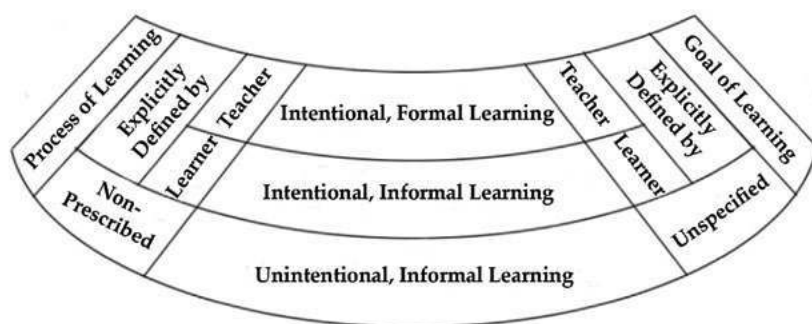 Process of Learning
Explicitly
Defined by
Teacher
Learner
Non-
Prescribed
Intentional, Formal Learning
Intentional, Informal Learning
Unintentional, Informal Learning
Teacher
Learner
Explicitly
Defined by
Unspecified
Goal of Learning